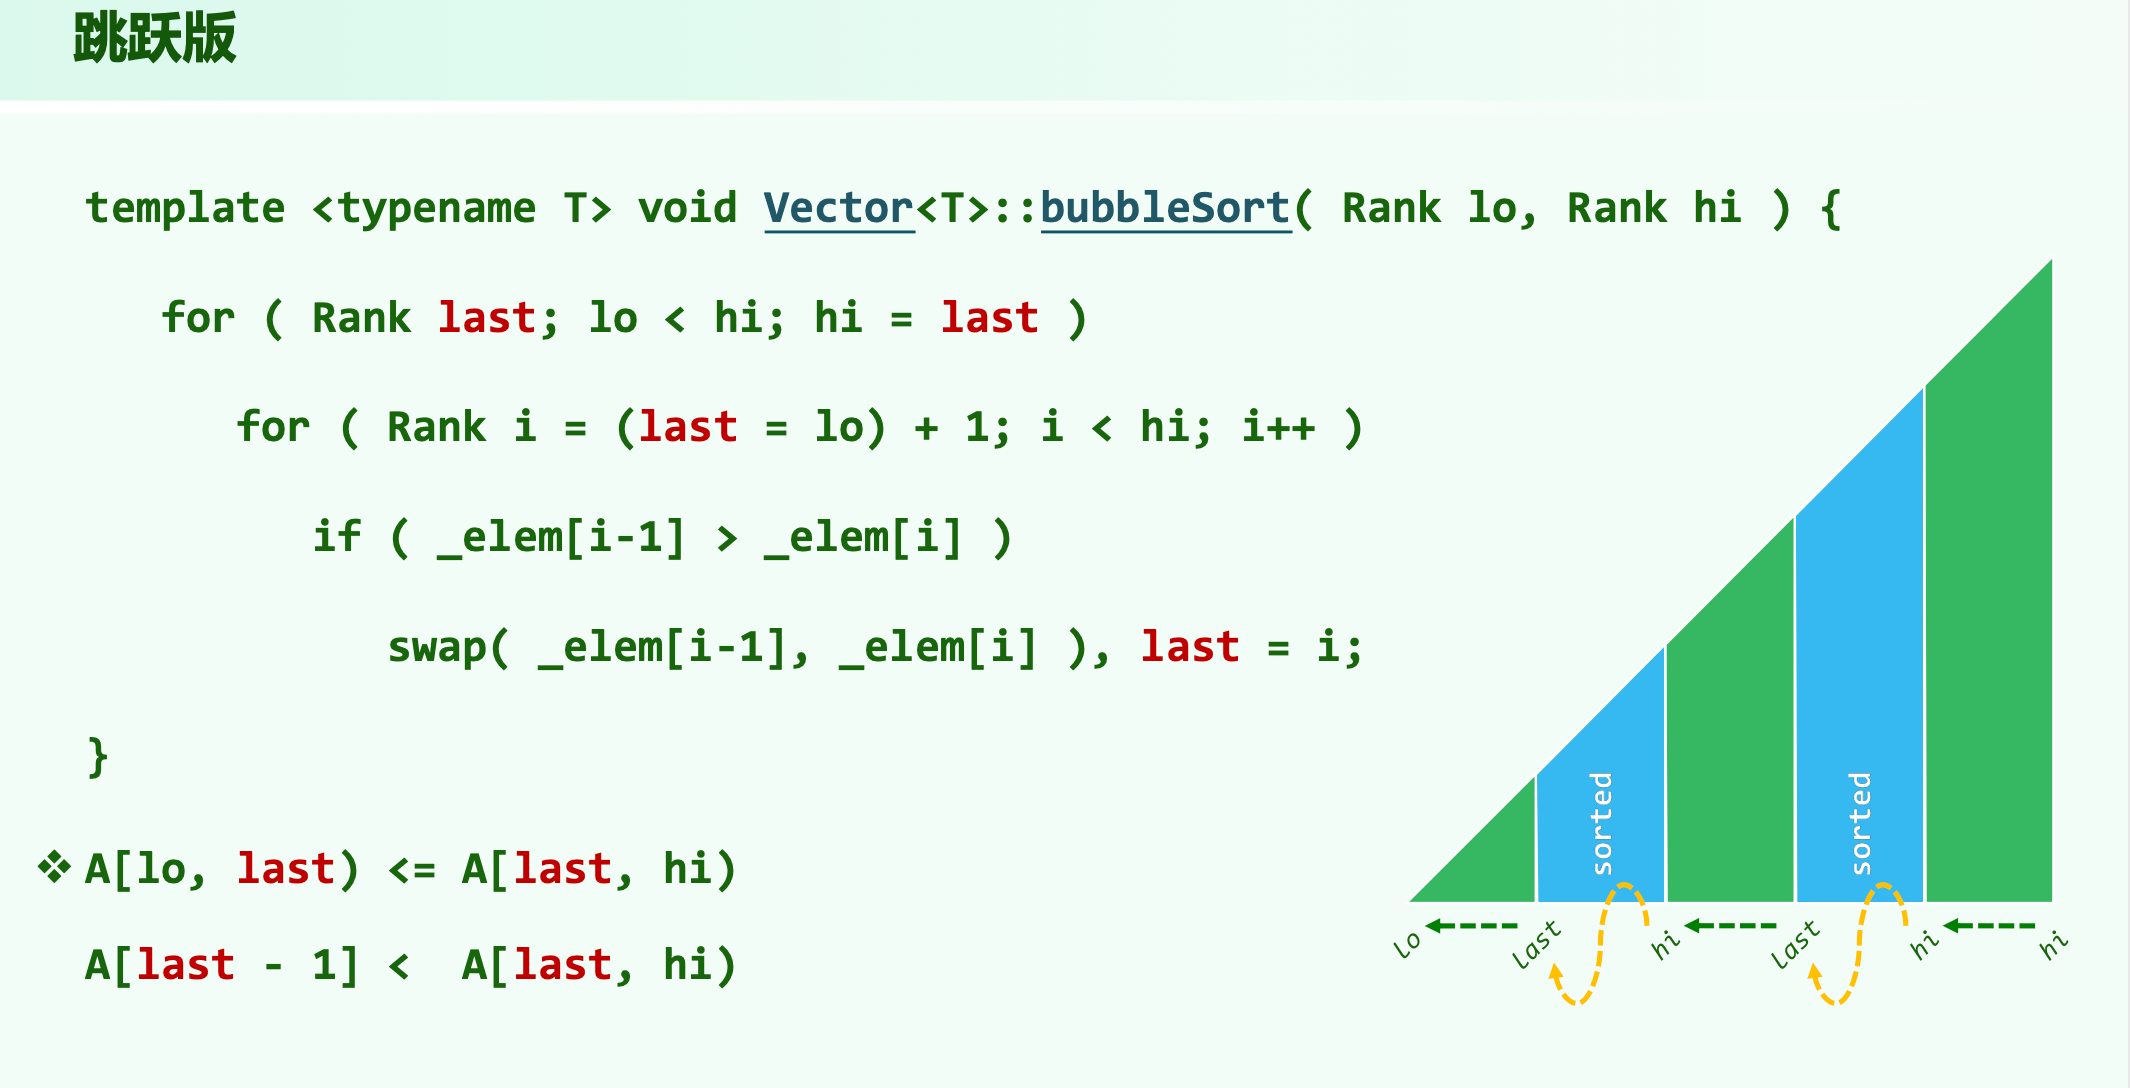 跳跃版
template <typename T> void Vector<T>::bubbleSort( Rank lo, Rank hi ) {
for ( Rank last; lo < hi; hi = last )
for ( Rank i = (last = lo) + 1; i < hi; i++ )
if ( _elem[i-1] > _elem[i] )
swap( _elem[i-1], _elem[i] ), last = i;
}
❖ A[lo, last) <= A[last, hi)
A[last - 1] < A[last, hi)
sorted
sorted
lo
last
hi
last
hi
hi